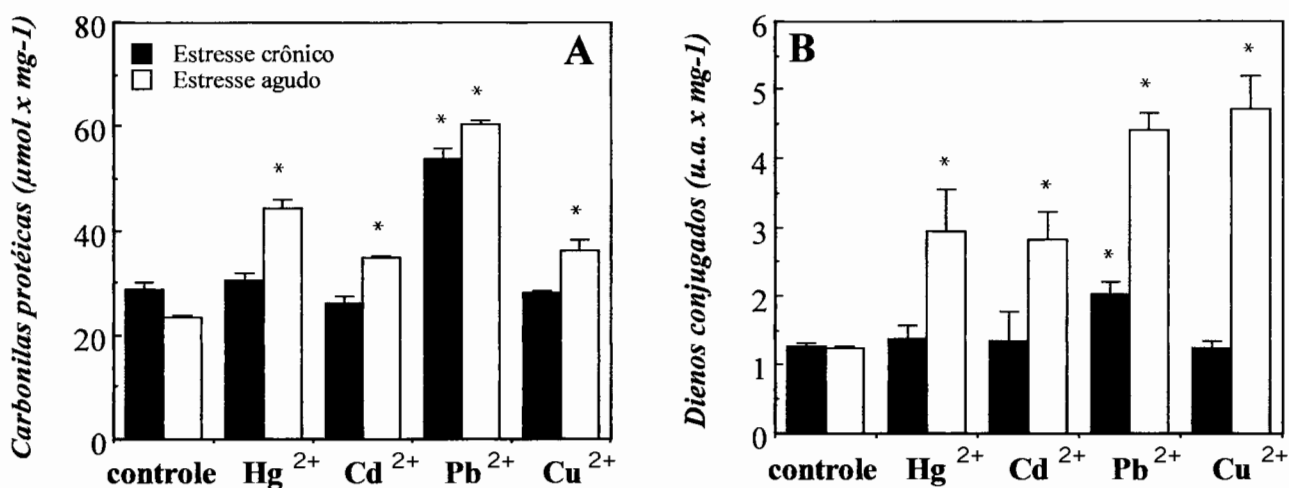 Carbonilas protéicas (µmol x mg-1)
80
60
40
20
0
Estresse crônico
Estresse agudo
A
*
*
*
*
*
controle
Hg 2+
Cd 2+
Pb 2+
Cu 2+
Dienos conjugados (u.a. x mg-1)
6
5
4
3
2
1
0
B
*
*
*
*
*
controle
Hg 2+
Cd 2+
Pb 2+
Cu 2+